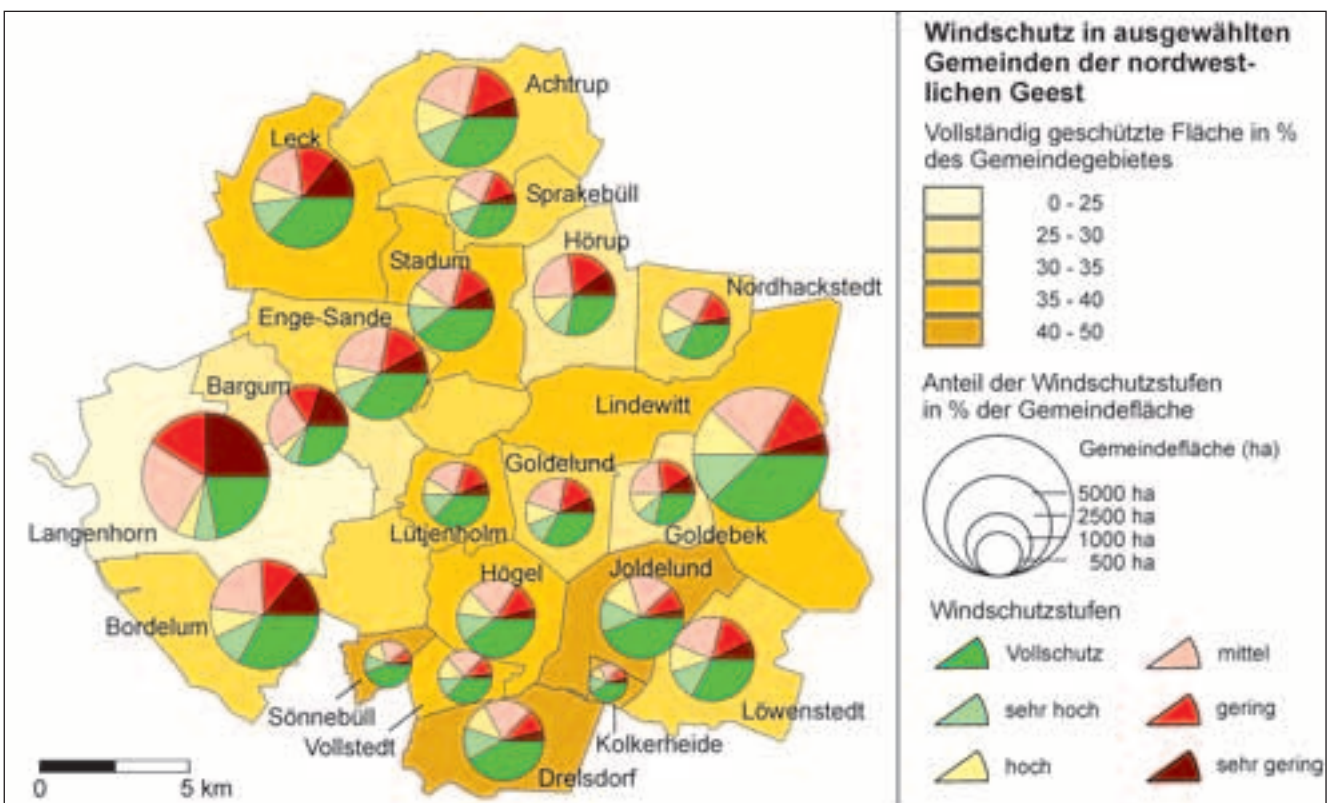 Achtrup
Leck
Sprakebüll
Hörup
Stadum
Nordhackstedt
Enge-Sande
Bargum
Lindewitt
Goldelund
Langenhorn
Lütjenholm
Goldebek
Högel
Joldelund
Bordelum
Sönnebüll
Löwenstedt
Vollstedt
Kolkerheide
Drelsdorf
0 5 km
Windschutz in ausgewählten
Gemeinden der nordwest-
lichen Geest
Vollständig geschützte Fläche in %
des Gemeindegebietes
0 - 25
25 - 30
30 - 35
35 - 40
40 - 50
Anteil der Windschutzstufen
in % der Gemeindefläche
Gemeindefläche (ha)
5000 ha
2500 ha
1000 ha
500 ha
Windschutzstufen
Vollschutz
mittel
sehr hoch
gering
hoch
sehr gering